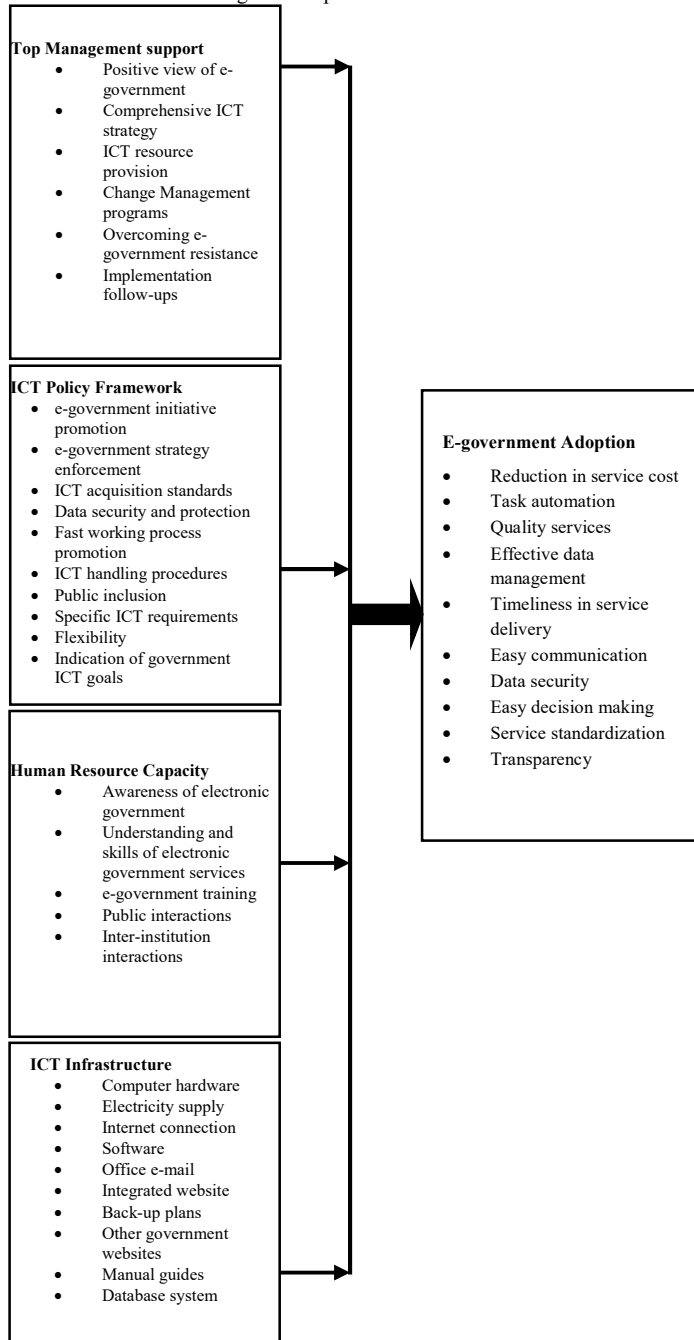 Top Management support
• Positive view of e-
government
• Comprehensive ICT
strategy
• ICT resource
provision
• Change Management
programs
• Overcoming e-
government resistance
• Implementation
follow-ups
ICT Policy Framework
• e-government initiative
promotion
• e-government strategy
enforcement
• ICT acquisition standards
• Data security and protection
• Fast working process
promotion
• ICT handling procedures
• Public inclusion
• Specific ICT requirements
• Flexibility
• Indication of government
ICT goals
Human Resource Capacity
• Awareness of electronic
government
• Understanding and
skills of electronic
government services
• e-government training
• Public interactions
• Inter-institution
interactions
ICT Infrastructure
• Computer hardware
• Electricity supply
• Internet connection
• Software
• Office e-mail
• Integrated website
• Back-up plans
• Other government
websites
• Manual guides
• Database system
E-government Adoption
• Reduction in service cost
• Task automation
• Quality services
• Effective data
management
• Timeliness in service
delivery
• Easy communication
• Data security
• Easy decision making
• Service standardization
• Transparency